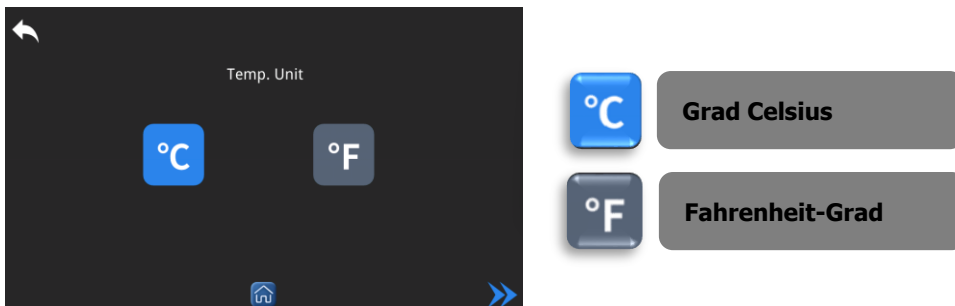 Temp. Unit
°C
°F
°C
Grad Celsius
°F
Fahrenheit-Grad